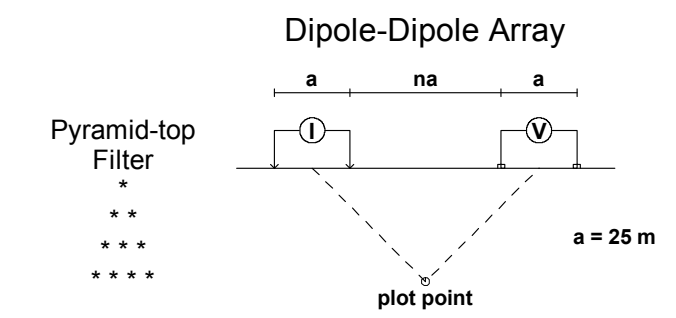 Dipole-Dipole Array
a na a
I V
Pyramid-top
Filter
*
* *
* * *
* * * *
a = 25 m
plot point